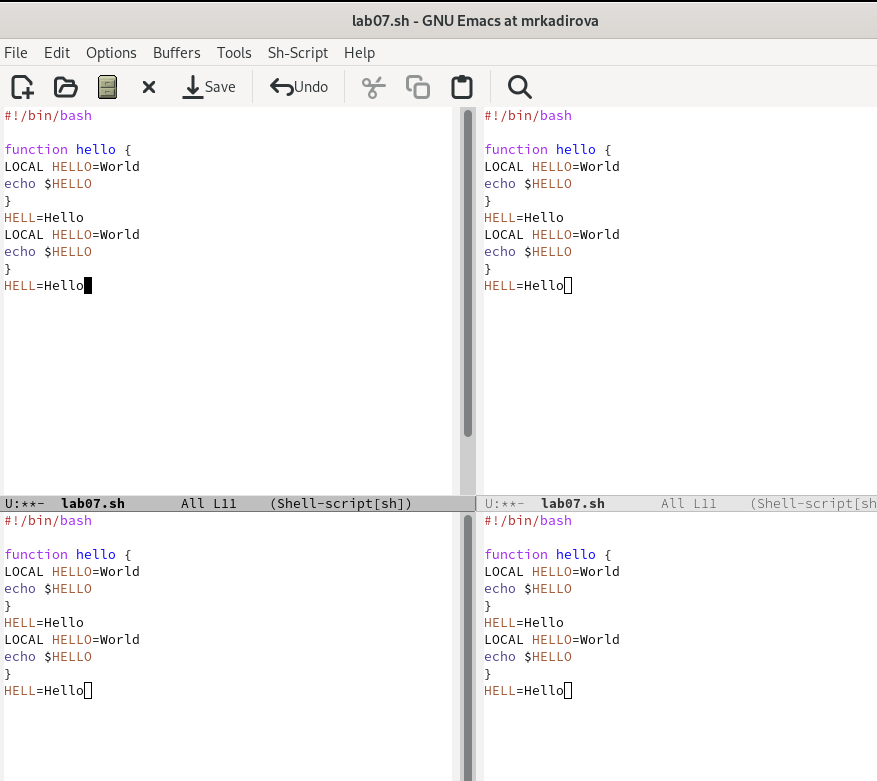 lab07.sh - GNU Emacs at mrkadirova
File Edit Options Buffers Tools Sh-Script Help
Save Undo
#!/bin/bash
function hello {
LOCAL HELLO=World
echo $HELLO
}
HELL=Hello
LOCAL HELLO=World
echo $HELLO
}
HELL=Hello
U:**- lab07.sh All L11 (Shell-script[sh])
#!/bin/bash
function hello {
LOCAL HELLO=World
echo $HELLO
}
HELL=Hello
LOCAL HELLO=World
echo $HELLO
}
HELL=Hello
U:**- lab07.sh All L11 (Shell-script[sh
#!/bin/bash
function hello {
LOCAL HELLO=World
echo $HELLO
}
HELL=Hello
LOCAL HELLO=World
echo $HELLO
}
HELL=Hello
#!/bin/bash
function hello {
LOCAL HELLO=World
echo $HELLO
}
HELL=Hello
LOCAL HELLO=World
echo $HELLO
}
HELL=Hello